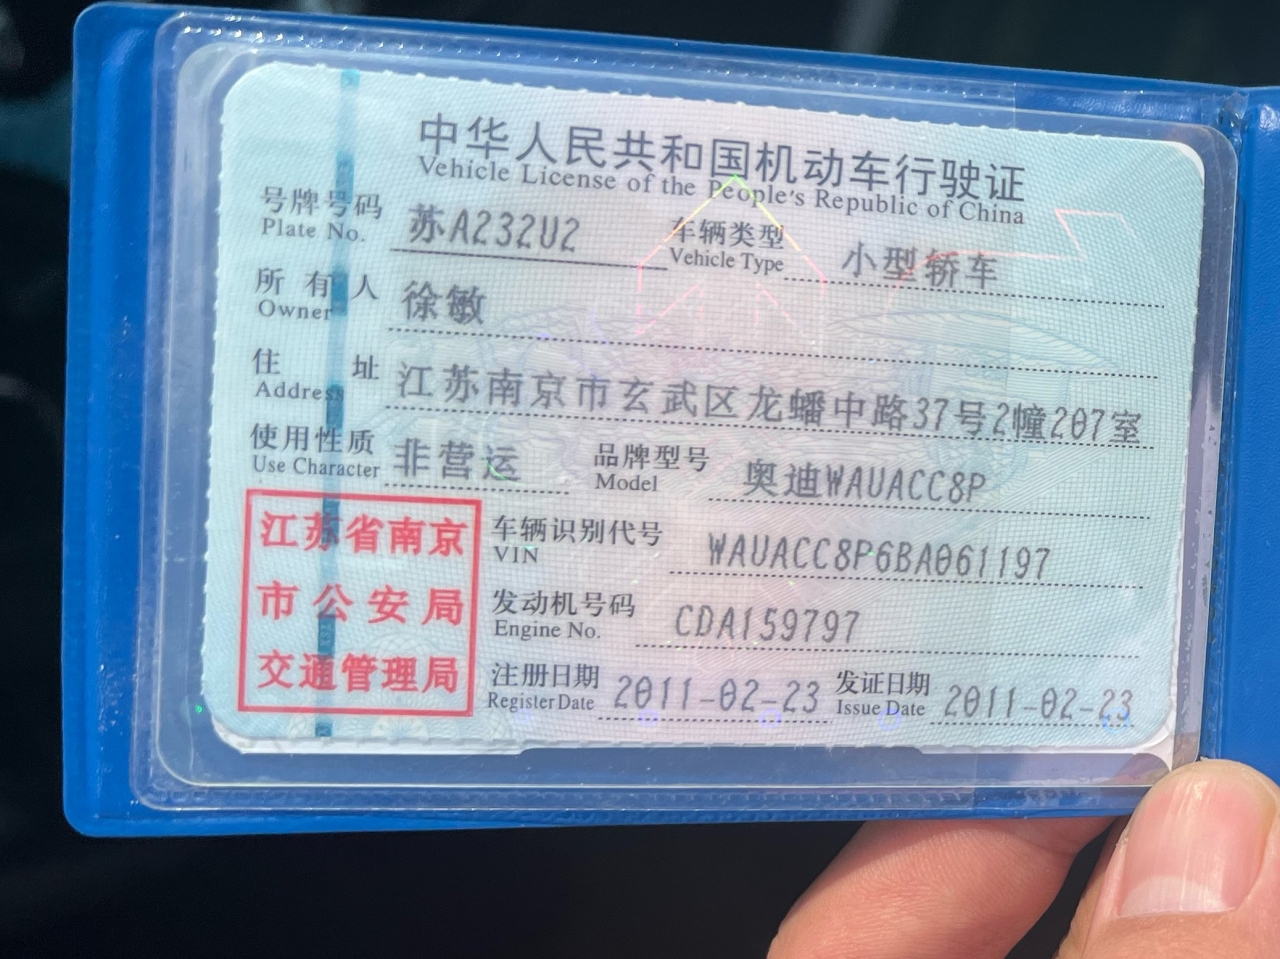 中华人民共和国机动车行驶证
Vehicle License of the People's Republic of China
号牌号码 苏A232U2 车辆类型 小型轿车
Plate No. Vehicle Type
所有人 徐敏
Owner
住址 江苏南京市玄武区龙蟠中路37号2幢207室
Address
使用性质 非营运 品牌型号 奥迪WAUACC8P
Use Character Model
江苏省南京
市公安局
交通管理局
车辆识别代号 WAUACC8P6BA061197
VIN
发动机号码 CDA159797
Engine No.
注册日期 2011-02-23 发证日期 2011-02-23
Register Date Issue Date